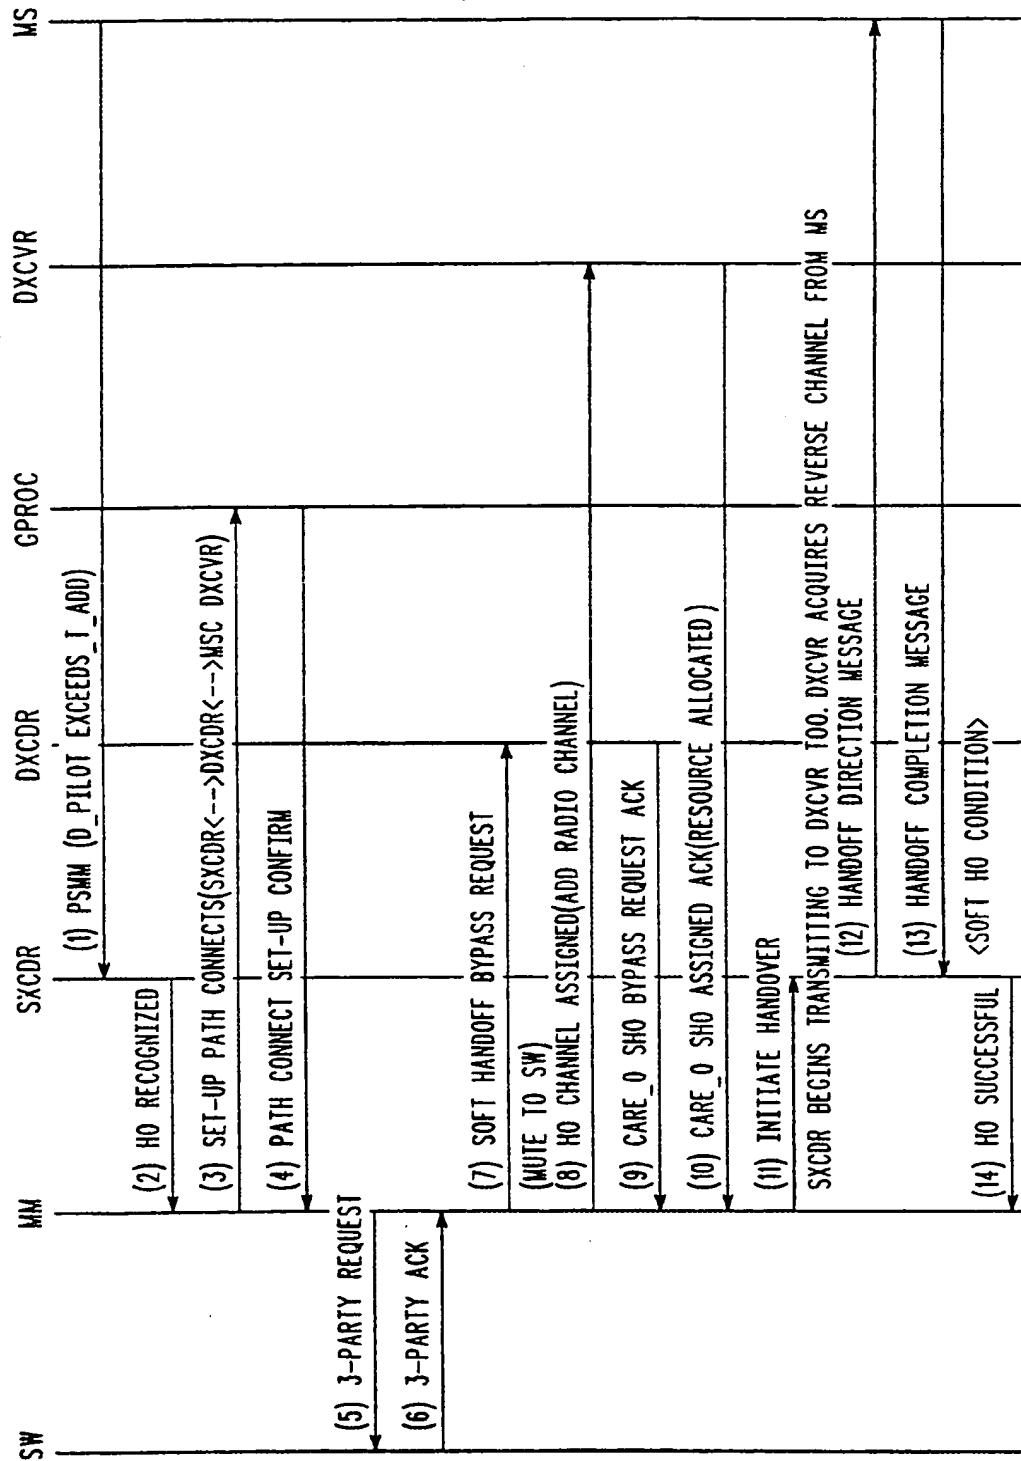 SW
MM
SXCDR
DXCDR
GPROC
DXCVR
MS
(1) PSMM (D_PILOT EXCEEDS_T_ADD)
(2) HO RECOGNIZED
(3) SET-UP PATH CONNECTS(SXCDR<-->DXCDR<-->MSC DXCVR)
(4) PATH CONNECT SET-UP CONFIRM
(5) 3-PARTY REQUEST
(6) 3-PARTY ACK
(7) SOFT HANDOFF BYPASS REQUEST
(MUTE TO SW)
(8) HO CHANNEL ASSIGNED(ADD RADIO CHANNEL)
(9) CARE_O SHO BYPASS REQUEST ACK
(10) CARE_O SHO ASSIGNED ACK(RESOURCE ALLOCATED)
(11) INITIATE HANDOVER
SXCDR BEGINS TRANSMITTING TO DXCVR TOO. DXCVR ACQUIRES REVERSE CHANNEL FROM MS
(12) HANDOFF DIRECTION MESSAGE
(13) HANDOFF COMPLETION MESSAGE
<SOFT HO CONDITION>
(14) HO SUCCESSFUL